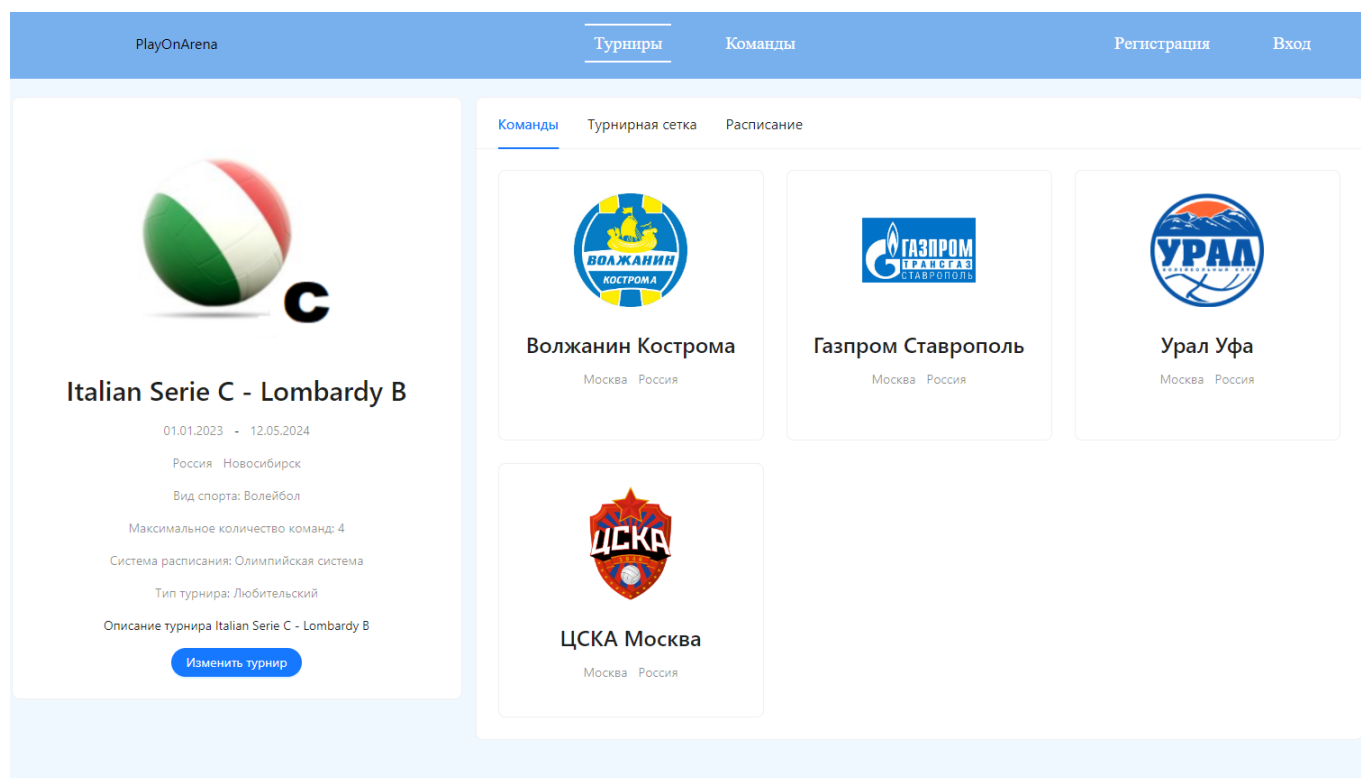 PlayOnArena
Турниры
Команды
Регистрация
Вход
C
Italian Serie C - Lombardy B
01.01.2023 - 12.05.2024
Россия Новосибирск
Вид спорта: Волейбол
Максимальное количество команд: 4
Система расписания: Олимпийская система
Тип турнира: Любительский
Описание турнира Italian Serie C - Lombardy B
Изменить турнир
Команды
Турнирная сетка
Расписание
ВОЛЖАНИН
КОСТРОМА
Волжанин Кострома
Москва Россия
ГАЗПРОМ
ТРАНСГАЗ
СТАВРОПОЛЬ
Газпром Ставрополь
Москва Россия
УРАЛ
ВОЛЕЙБОЛЬНЫЙ КЛУБ
Урал Уфа
Москва Россия
ЦСКА
ЦСКА Москва
Москва Россия